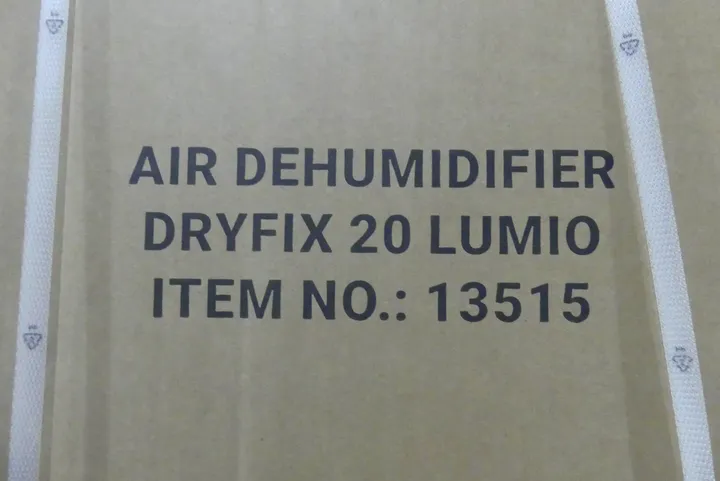 AIR DEHUMIDIFIER
DRYFIX 20 LUMIO
ITEM NO.: 13515